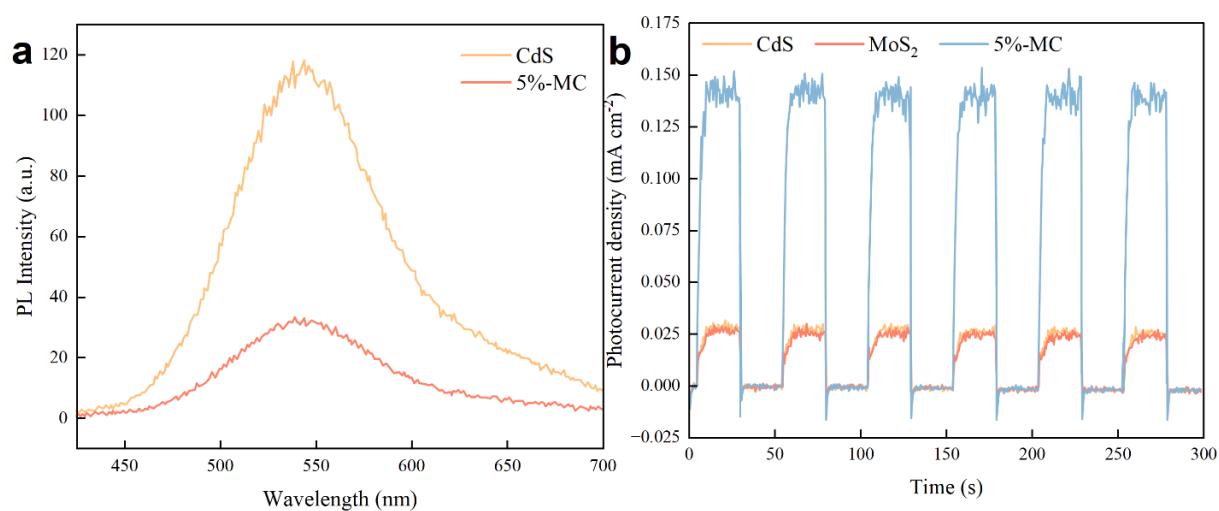 a
CdS
5%-MC
120
100
80
60
40
20
0
PL Intensity (a.u.)
450 500 550 600 650 700
Wavelength (nm)
b
CdS MoS₂ 5%-MC
0.175
0.150
0.125
0.100
0.075
0.050
0.025
0.000
−0.025
Photocurrent density (mA cm⁻²)
0 50 100 150 200 250 300
Time (s)